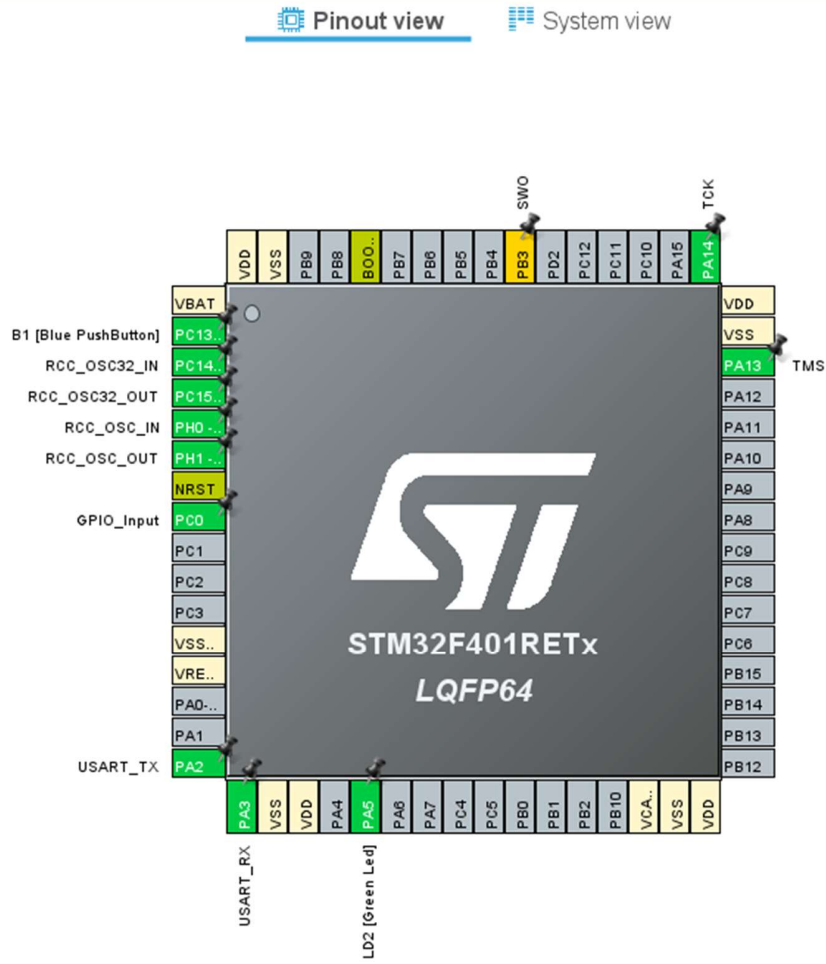 Pinout view
System view
SWO
TCK
VDD
VSS
PB9
PB8
BOO..
PB7
PB6
PB5
PB4
PB3
PD2
PC12
PC11
PC10
PA15
PA14
VBAT
B1 [Blue PushButton] PC13..
RCC_OSC32_IN PC14..
RCC_OSC32_OUT PC15..
RCC_OSC_IN PH0 -..
RCC_OSC_OUT PH1 -..
NRST
GPIO_Input PC0
PC1
PC2
PC3
VSS..
VRE..
PA0-..
PA1
USART_TX PA2
VDD
VSS
PA13 TMS
PA12
PA11
PA10
PA9
PA8
PC9
PC8
PC7
PC6
PB15
PB14
PB13
PB12
STM32F401RETx
LQFP64
PA3
VSS
VDD
PA4
PA5
PA6
PA7
PC4
PC5
PB0
PB1
PB2
PB10
VCA..
VSS
VDD
USART_RX
LD2 [Green Led]